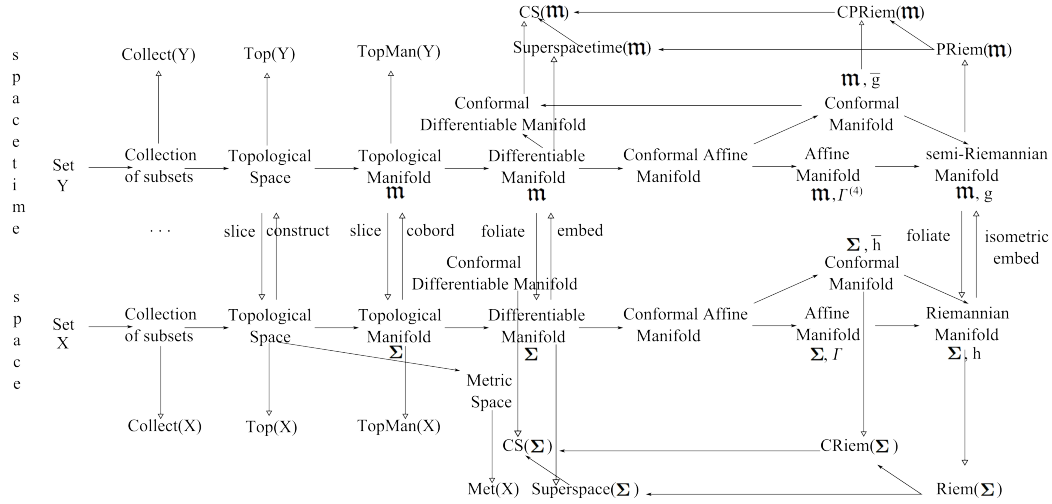 CS(𝔪)
CPRiem(𝔪)
Superspacetime(𝔪)
PRiem(𝔪)
Collect(Y)
Top(Y)
TopMan(Y)
spacetime
𝔪, g̅
Conformal
Differentiable Manifold
Conformal
Manifold
Set
Y
Collection
of subsets
Topological
Space
Topological
Manifold
𝔪
Differentiable
Manifold
𝔪
Conformal Affine
Manifold
Affine
Manifold
𝔪, Γ⁽⁴⁾
semi-Riemannian
Manifold
𝔪, g
. . .
slice
construct
slice
cobord
foliate
embed
foliate
isometric
embed
Σ, h̅
Conformal
Differentiable Manifold
Conformal
Manifold
space
Set
X
Collection
of subsets
Topological
Space
Topological
Manifold
Σ
Differentiable
Manifold
Σ
Conformal Affine
Manifold
Affine
Manifold
Σ, Γ
Riemannian
Manifold
Σ, h
Metric
Space
Collect(X)
Top(X)
TopMan(X)
CS(Σ)
CRiem(Σ)
Met(X)
Superspace(Σ)
Riem(Σ)